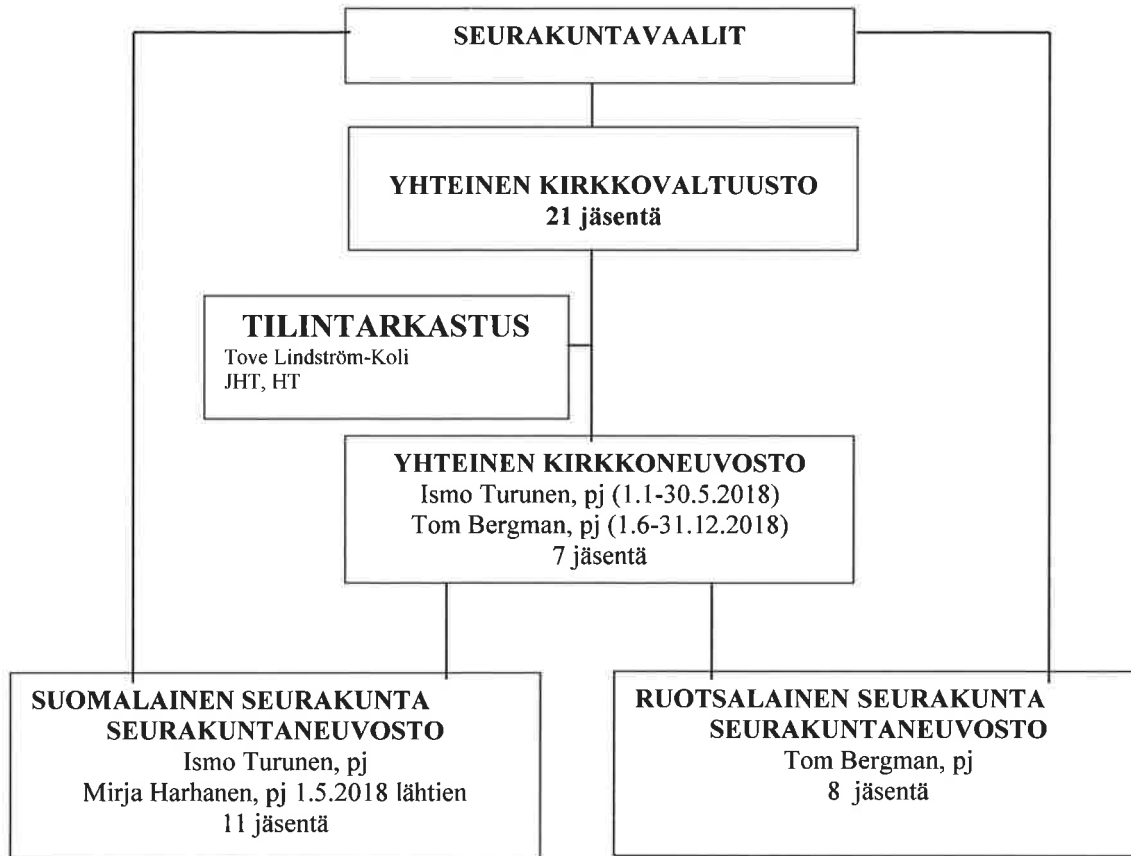 SEURAKUNTAVAALIT
YHTEINEN KIRKKOVALTUUSTO
21 jäsentä
TILINTARKASTUS
Tove Lindström-Koli
JHT, HT
YHTEINEN KIRKKONEUVOSTO
Ismo Turunen, pj (1.1-30.5.2018)
Tom Bergman, pj (1.6-31.12.2018)
7 jäsentä
SUOMALAINEN SEURAKUNTA
SEURAKUNTANEUVOSTO
Ismo Turunen, pj
Mirja Harhanen, pj 1.5.2018 lähtien
11 jäsentä
RUOTSALAINEN SEURAKUNTA
SEURAKUNTANEUVOSTO
Tom Bergman, pj
8 jäsentä